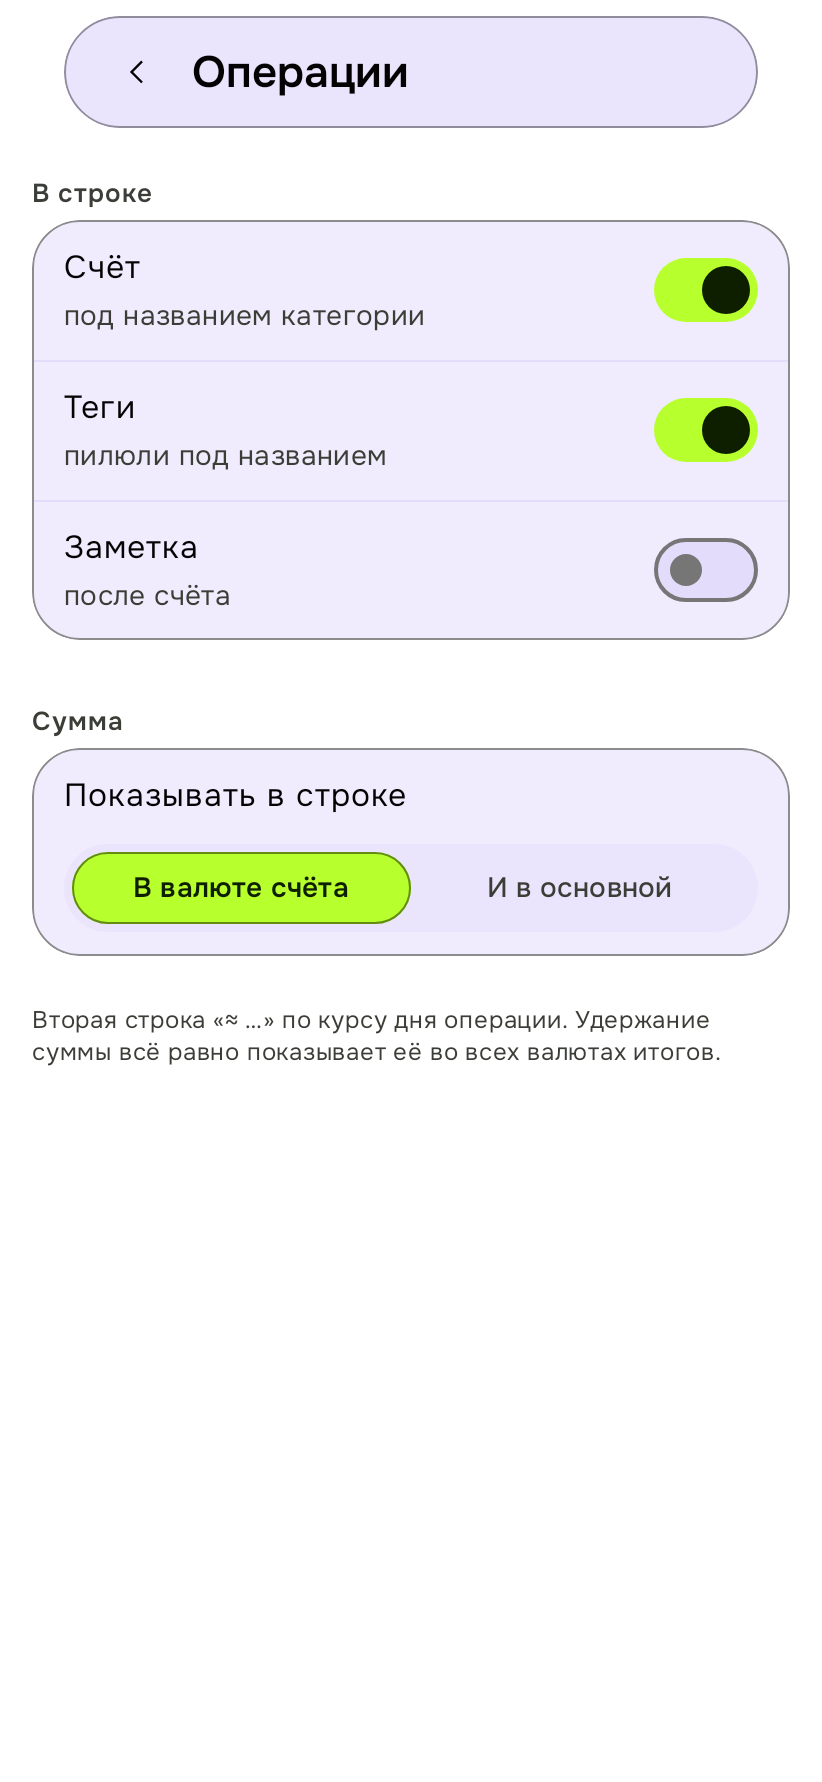 Операции
В строке
Счёт
под названием категории
Теги
пилюли под названием
Заметка
после счёта
Сумма
Показывать в строке
В валюте счёта
И в основной
Вторая строка «≈ …» по курсу дня операции. Удержание
суммы всё равно показывает её во всех валютах итогов.